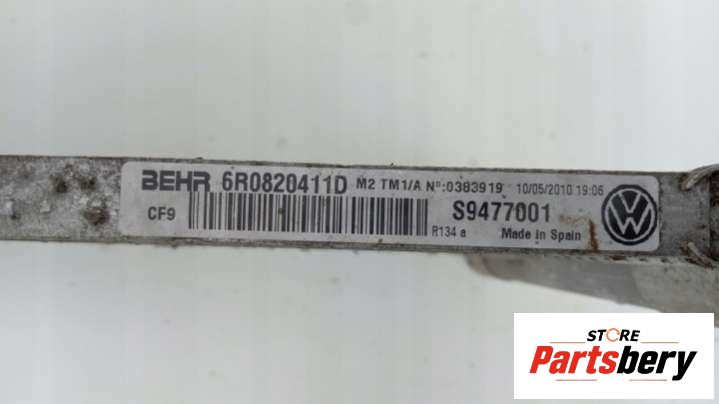 BEHR 6R0820411D M2 TM1/A Nº:0383919 10/05/2010 19:06
CF9 S9477001
R134 a Made in Spain
STORE
Partsbery